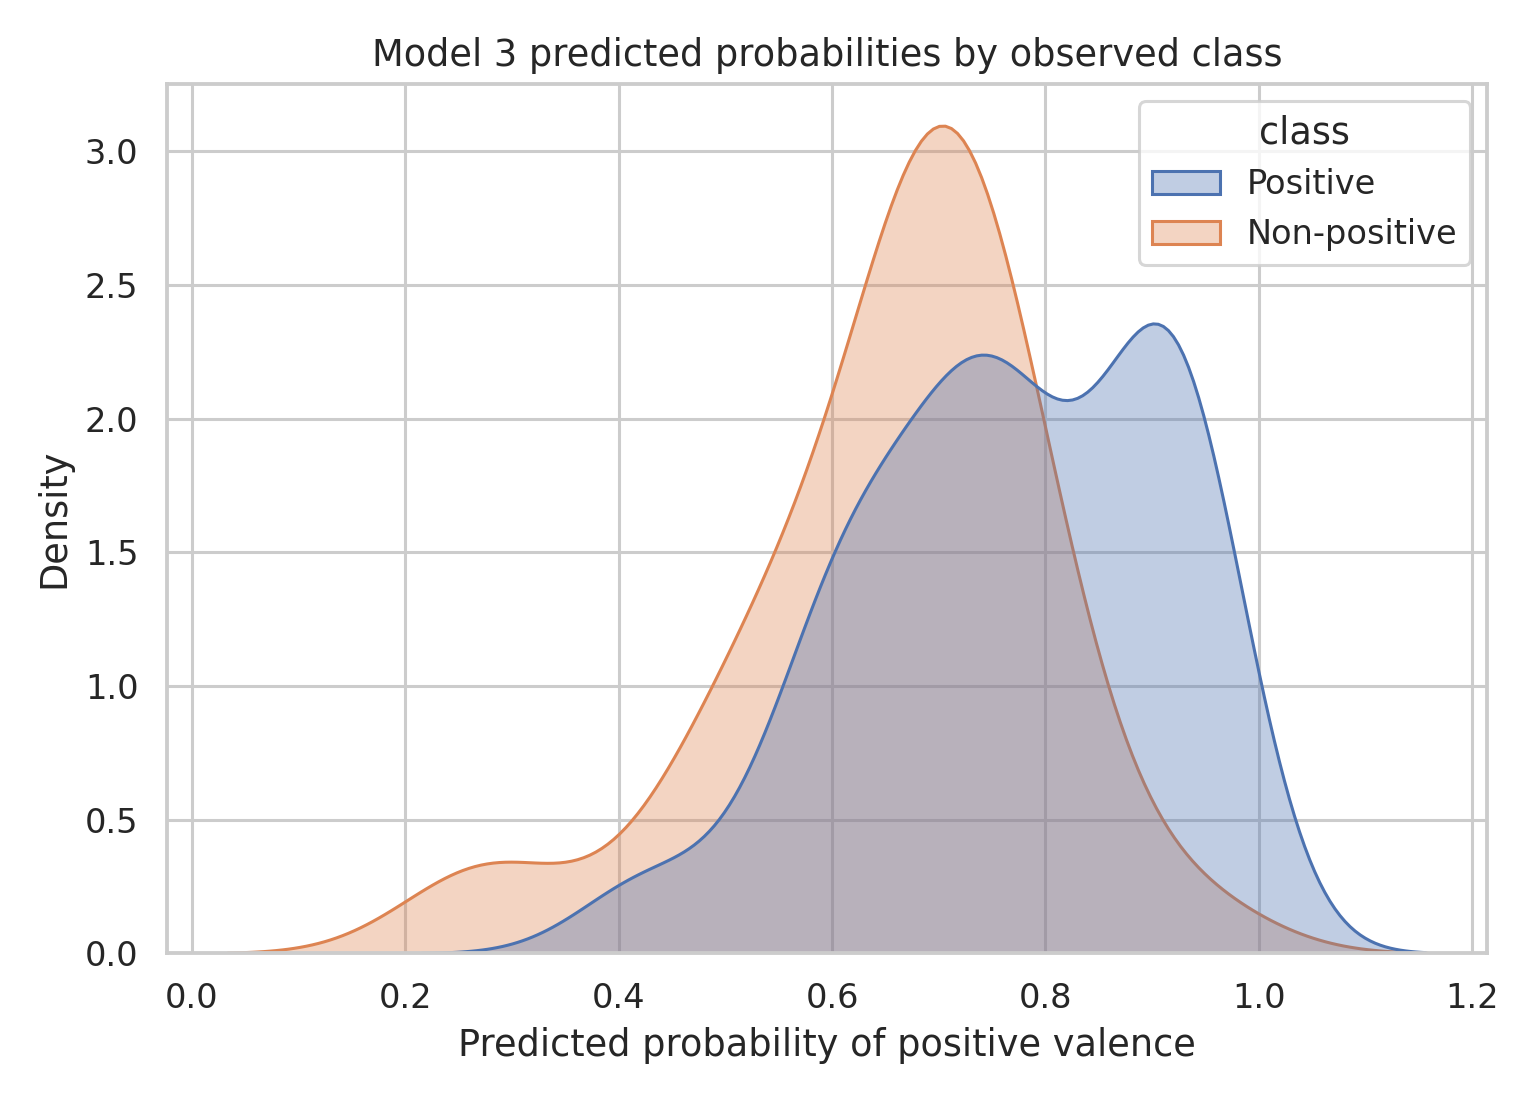 Model 3 predicted probabilities by observed class
class
Positive
Non-positive
Density
3.0
2.5
2.0
1.5
1.0
0.5
0.0
0.0 0.2 0.4 0.6 0.8 1.0 1.2
Predicted probability of positive valence